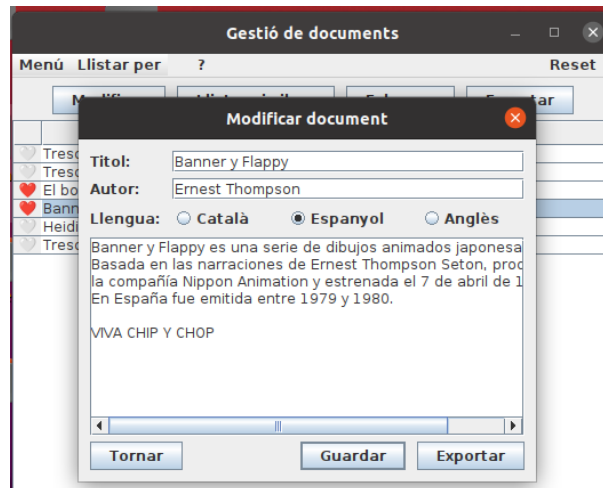 Gestió de documents
Menú Llistar per ? Reset
Modificar document
Titol: Banner y Flappy
Autor: Ernest Thompson
Llengua: Català Espanyol Anglès
Tresc
Tresc
El bo
Bann
Heidi
Tresc
Banner y Flappy es una serie de dibujos animados japonesa
Basada en las narraciones de Ernest Thompson Seton, prod
la compañía Nippon Animation y estrenada el 7 de abril de 1
En España fue emitida entre 1979 y 1980.
VIVA CHIP Y CHOP
Tornar Guardar Exportar